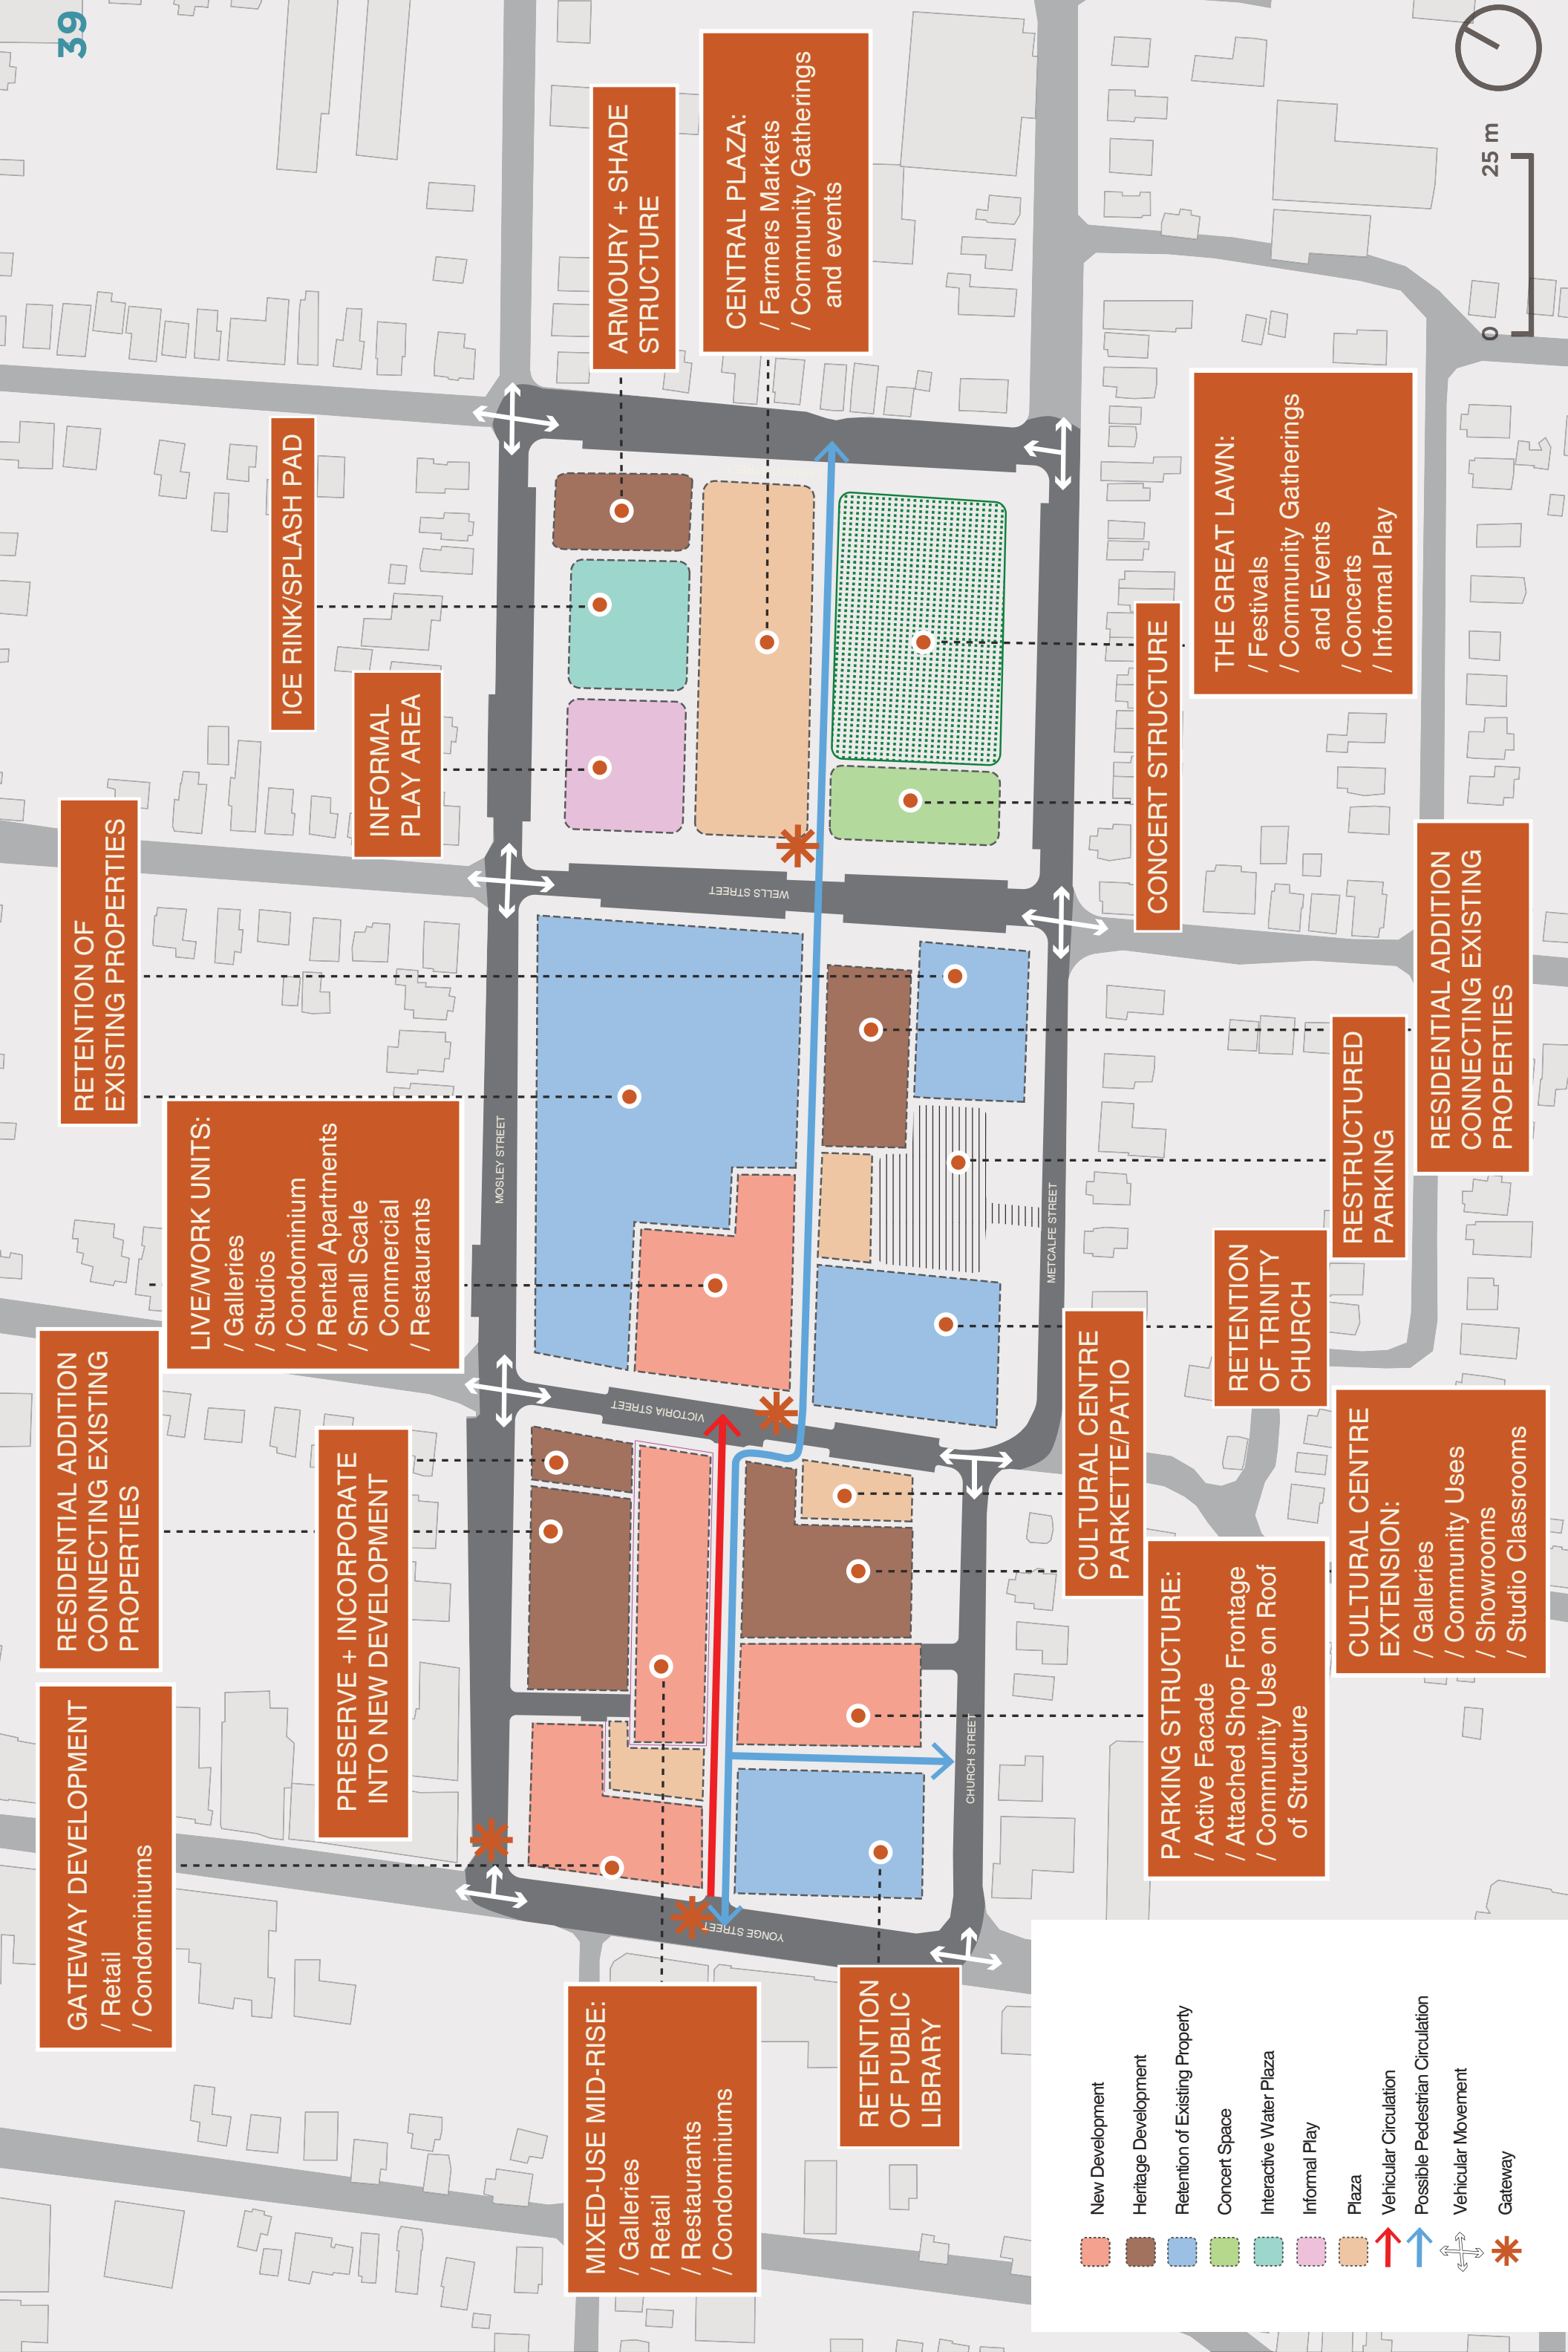 39
GATEWAY DEVELOPMENT
/ Retail
/ Condominiums
RESIDENTIAL ADDITION
CONNECTING EXISTING
PROPERTIES
RETENTION OF
EXISTING PROPERTIES
LIVE/WORK UNITS:
/ Galleries
/ Studios
/ Condominium
/ Rental Apartments
/ Small Scale
Commercial
/ Restaurants
PRESERVE + INCORPORATE
INTO NEW DEVELOPMENT
INFORMAL
PLAY AREA
ICE RINK/SPLASH PAD
ARMOURY + SHADE
STRUCTURE
CENTRAL PLAZA:
/ Farmers Markets
/ Community Gatherings
and events
MOSLEY STREET
VICTORIA STREET
WELLS STREET
YONGE STREET
CHURCH STREET
METCALFE STREET
MIXED-USE MID-RISE:
/ Galleries
/ Retail
/ Restaurants
/ Condominiums
RETENTION
OF PUBLIC
LIBRARY
CULTURAL CENTRE
PARKETTE/PATIO
PARKING STRUCTURE:
/ Active Facade
/ Attached Shop Frontage
/ Community Use on Roof
of Structure
RETENTION
OF TRINITY
CHURCH
CULTURAL CENTRE
EXTENSION:
/ Galleries
/ Community Uses
/ Showrooms
/ Studio Classrooms
RESTRUCTURED
PARKING
RESIDENTIAL ADDITION
CONNECTING EXISTING
PROPERTIES
CONCERT STRUCTURE
THE GREAT LAWN:
/ Festivals
/ Community Gatherings
and Events
/ Concerts
/ Informal Play
New Development
Heritage Development
Retention of Existing Property
Concert Space
Interactive Water Plaza
Informal Play
Plaza
Vehicular Circulation
Possible Pedestrian Circulation
Vehicular Movement
Gateway
0 25 m